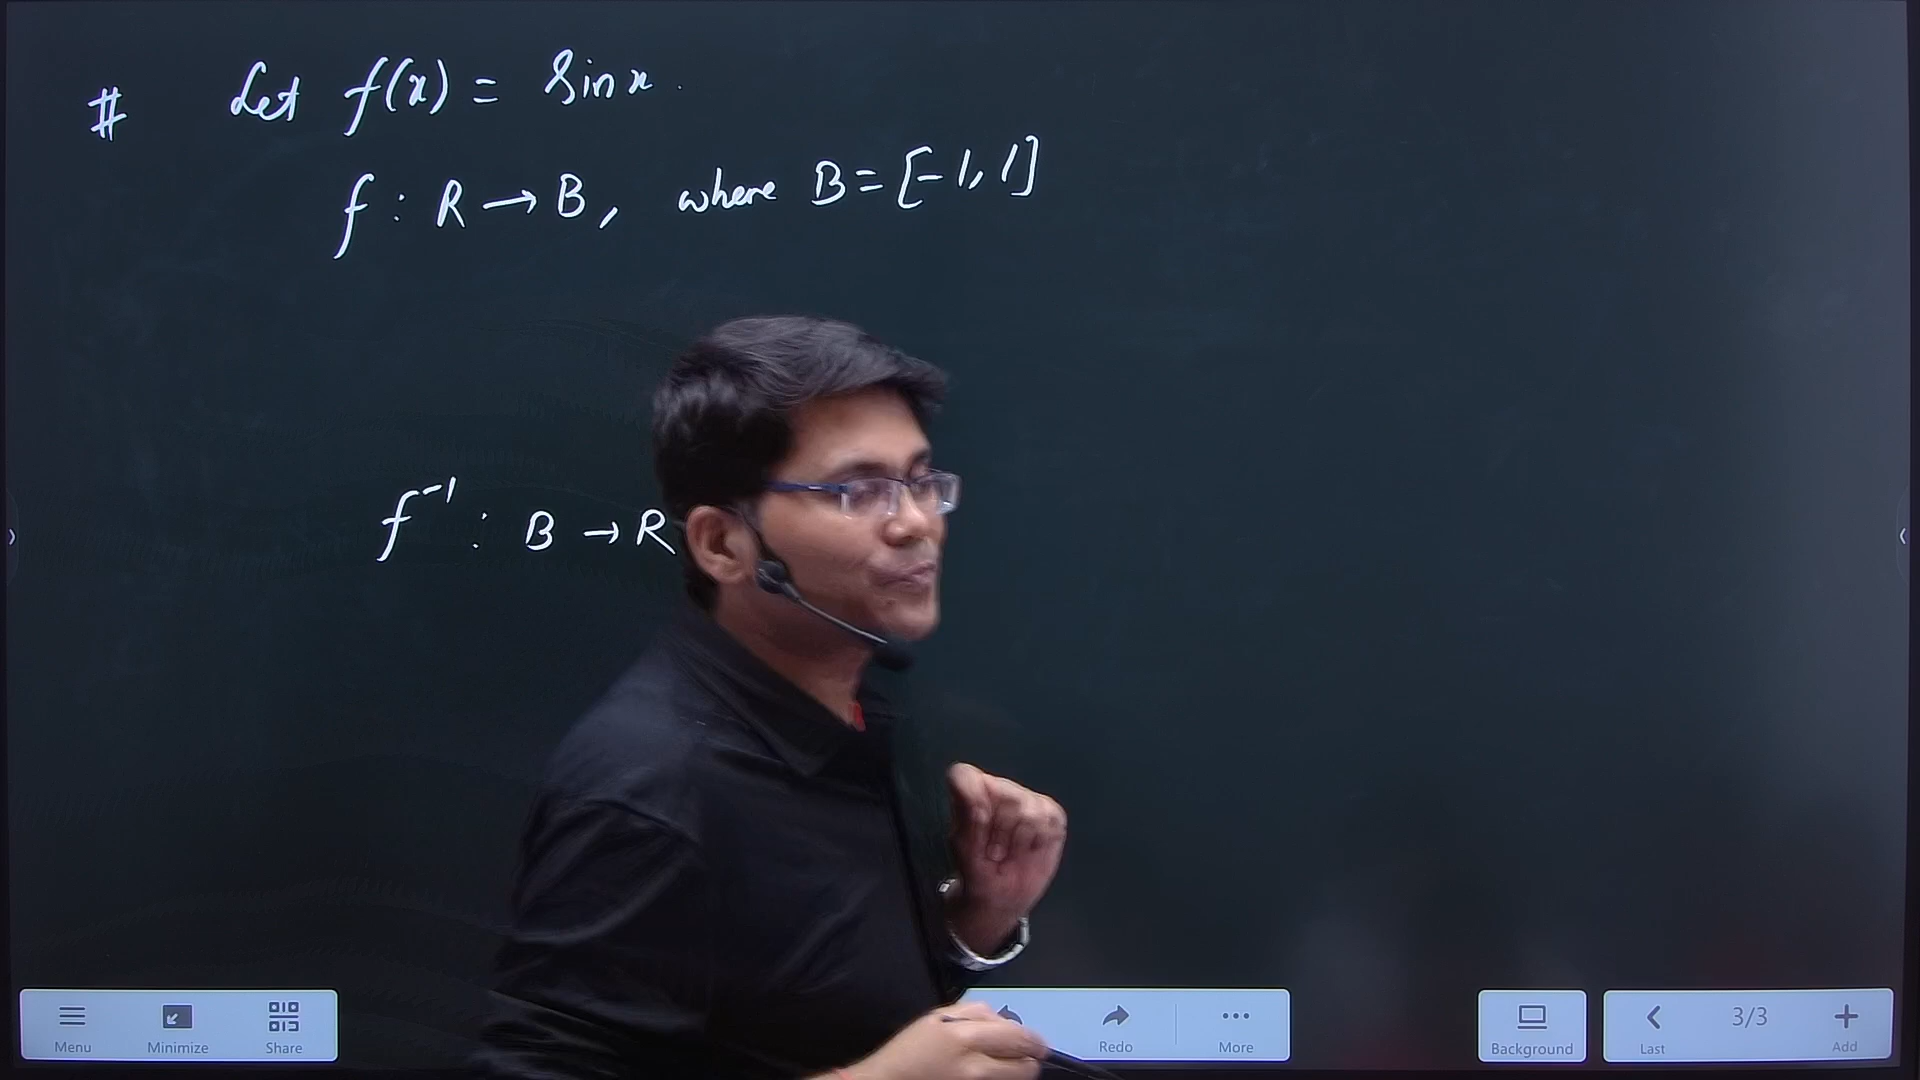 # Let f(x) = Sin x.
f : R → B, where B = [-1, 1]
f⁻¹ : B → R
Menu Minimize Share Redo More Background Last 3/3 Add